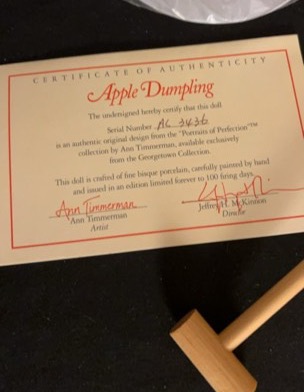 CERTIFICATE OF AUTHENTICITY
Apple Dumpling
The undersigned hereby certify that this doll
Serial Number AC 3436
is an authentic original design from the "Portraits of Perfection"™
collection by Ann Timmerman, available exclusively
from the Georgetown Collection.
This doll is crafted of fine bisque porcelain, carefully painted by hand
and issued in an edition limited forever to 100 firing days.
Ann Timmerman
Ann Timmerman
Artist
Jeffrey H. McKinnon
Director